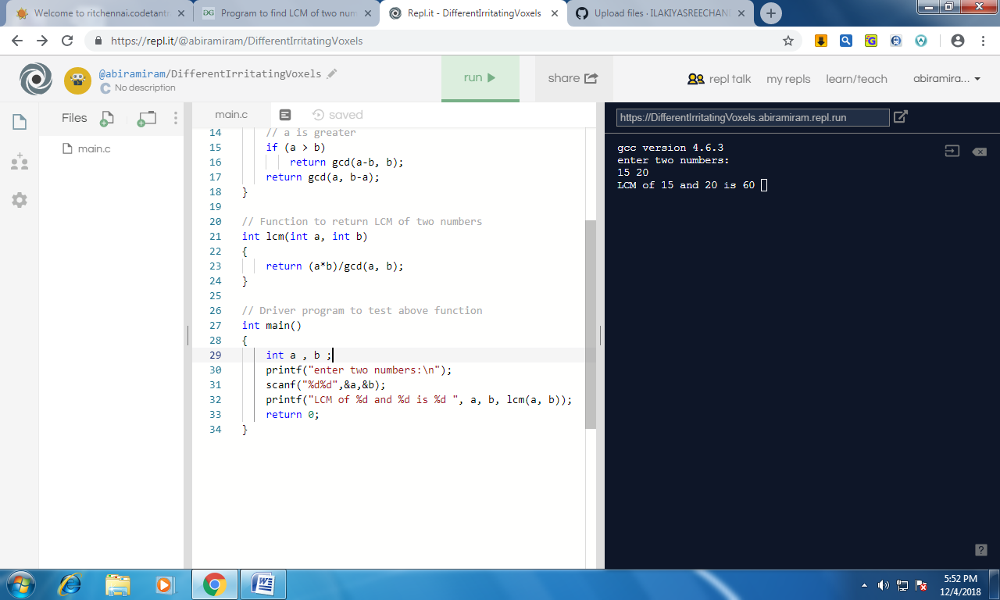 Welcome to ritchennai.codetantr
Program to find LCM of two num
Repl.it - DifferentIrritatingVoxels
Upload files · ILAKIYASREECHAN
https://repl.it/@abiramiram/DifferentIrritatingVoxels
@abiramiram/DifferentIrritatingVoxels
No description
run
share
repl talk
my repls
learn/teach
abiramira...
Files
main.c
main.c
saved
14 // a is greater
15 if (a > b)
16 return gcd(a-b, b);
17 return gcd(a, b-a);
18 }
19
20 // Function to return LCM of two numbers
21 int lcm(int a, int b)
22 {
23 return (a*b)/gcd(a, b);
24 }
25
26 // Driver program to test above function
27 int main()
28 {
29 int a , b ;
30 printf("enter two numbers:\n");
31 scanf("%d%d",&a,&b);
32 printf("LCM of %d and %d is %d ", a, b, lcm(a, b));
33 return 0;
34 }
https://DifferentIrritatingVoxels.abiramiram.repl.run
gcc version 4.6.3
enter two numbers:
15 20
LCM of 15 and 20 is 60
?
5:52 PM
12/4/2018